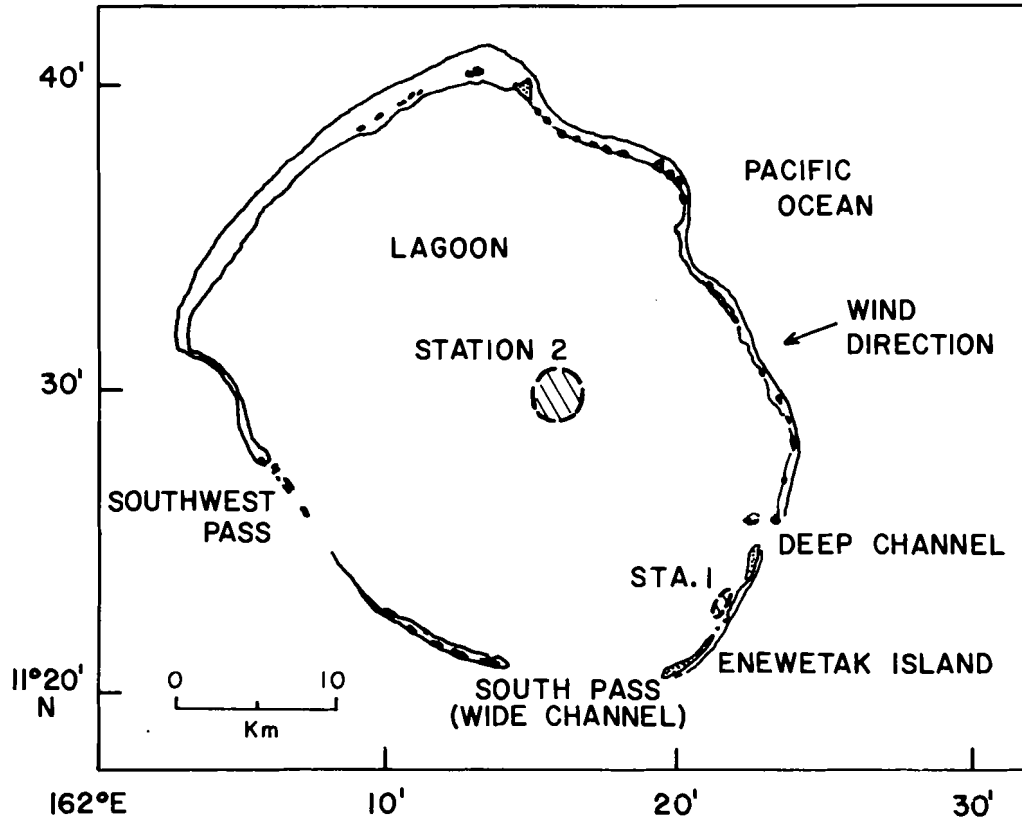 40'
PACIFIC
OCEAN
LAGOON
WIND
DIRECTION
STATION 2
30'
SOUTHWEST
PASS
DEEP CHANNEL
STA. 1
ENEWETAK ISLAND
11°20'
N
0 10
Km
SOUTH PASS
(WIDE CHANNEL)
162°E 10' 20' 30'